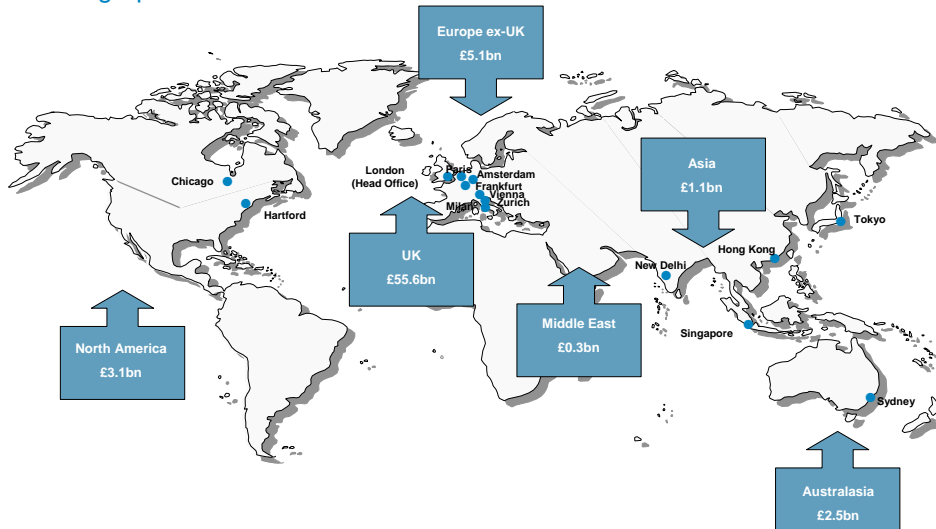 Europe ex-UK
£5.1bn
Asia
£1.1bn
London
(Head Office)
Paris
Amsterdam
Frankfurt
Vienna
Zurich
Milan
Chicago
Hartford
Tokyo
UK
£55.6bn
Hong Kong
New Delhi
Middle East
£0.3bn
Singapore
North America
£3.1bn
Sydney
Australasia
£2.5bn